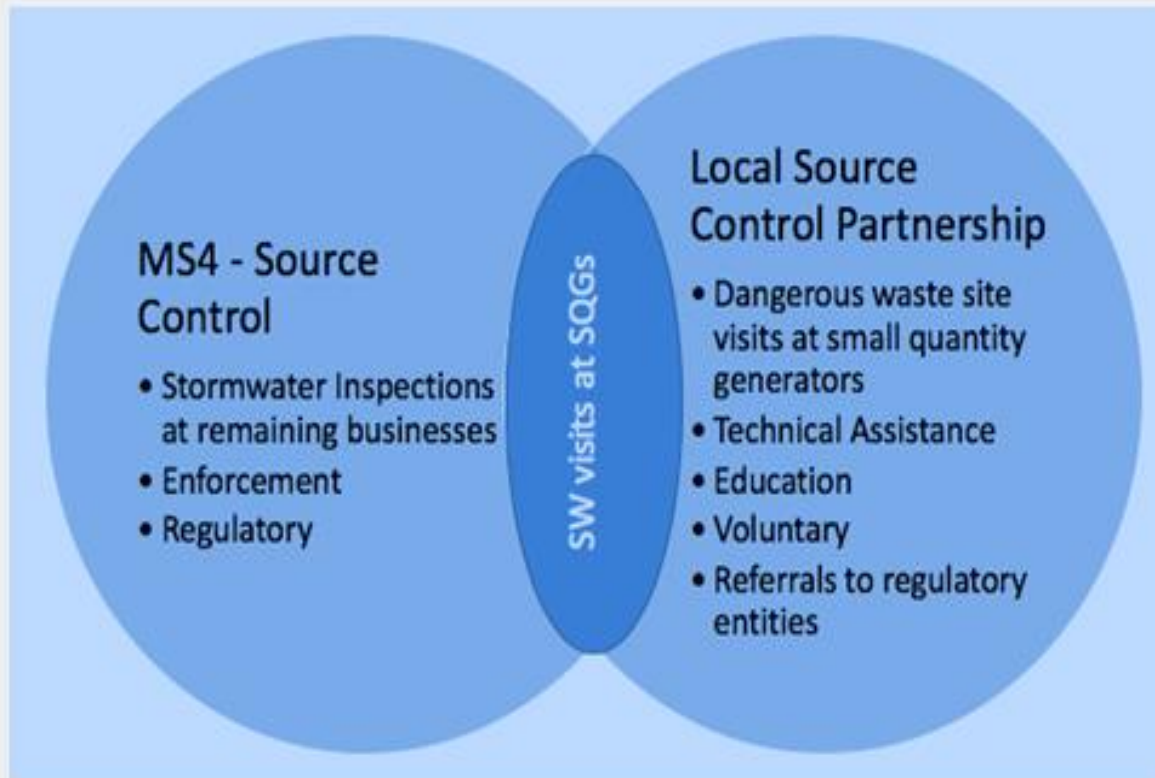 MS4 - Source
Control
• Stormwater Inspections
at remaining businesses
• Enforcement
• Regulatory
SW visits at SQGs
Local Source
Control Partnership
• Dangerous waste site
visits at small quantity
generators
• Technical Assistance
• Education
• Voluntary
• Referrals to regulatory
entities